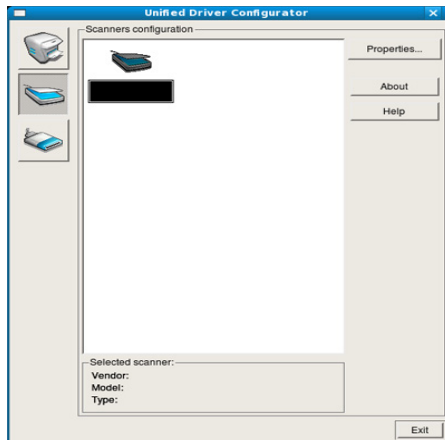 Unified Driver Configurator
Scanners configuration
Properties...
About
Help
Selected scanner:
Vendor:
Model:
Type:
Exit